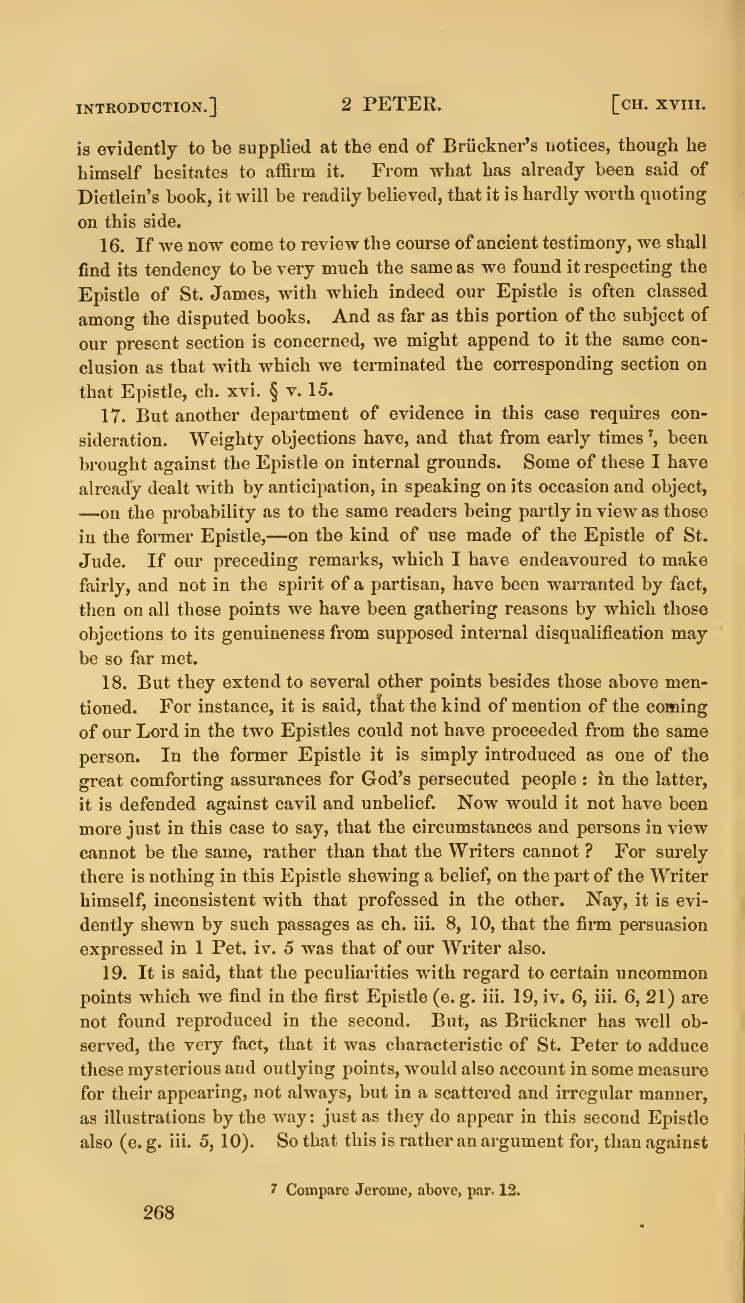 INTRODUCTION.] 2 PETER. [CH. XVIII.
is evidently to be supplied at the end of Brückner's notices, though he
himself hesitates to affirm it. From what has already been said of
Dietlein's book, it will be readily believed, that it is hardly worth quoting
on this side.
16. If we now come to review the course of ancient testimony, we shall
find its tendency to be very much the same as we found it respecting the
Epistle of St. James, with which indeed our Epistle is often classed
among the disputed books. And as far as this portion of the subject of
our present section is concerned, we might append to it the same con-
clusion as that with which we terminated the corresponding section on
that Epistle, ch. xvi. § v. 15.
17. But another department of evidence in this case requires con-
sideration. Weighty objections have, and that from early times 7, been
brought against the Epistle on internal grounds. Some of these I have
already dealt with by anticipation, in speaking on its occasion and object,
—on the probability as to the same readers being partly in view as those
in the former Epistle,—on the kind of use made of the Epistle of St.
Jude. If our preceding remarks, which I have endeavoured to make
fairly, and not in the spirit of a partisan, have been warranted by fact,
then on all these points we have been gathering reasons by which those
objections to its genuineness from supposed internal disqualification may
be so far met.
18. But they extend to several other points besides those above men-
tioned. For instance, it is said, that the kind of mention of the coming
of our Lord in the two Epistles could not have proceeded from the same
person. In the former Epistle it is simply introduced as one of the
great comforting assurances for God's persecuted people : in the latter,
it is defended against cavil and unbelief. Now would it not have been
more just in this case to say, that the circumstances and persons in view
cannot be the same, rather than that the Writers cannot ? For surely
there is nothing in this Epistle shewing a belief, on the part of the Writer
himself, inconsistent with that professed in the other. Nay, it is evi-
dently shewn by such passages as ch. iii. 8, 10, that the firm persuasion
expressed in 1 Pet. iv. 5 was that of our Writer also.
19. It is said, that the peculiarities with regard to certain uncommon
points which we find in the first Epistle (e. g. iii. 19, iv. 6, iii. 6, 21) are
not found reproduced in the second. But, as Brückner has well ob-
served, the very fact, that it was characteristic of St. Peter to adduce
these mysterious and outlying points, would also account in some measure
for their appearing, not always, but in a scattered and irregular manner,
as illustrations by the way: just as they do appear in this second Epistle
also (e. g. iii. 5, 10). So that this is rather an argument for, than against
7 Compare Jerome, above, par. 12.
268